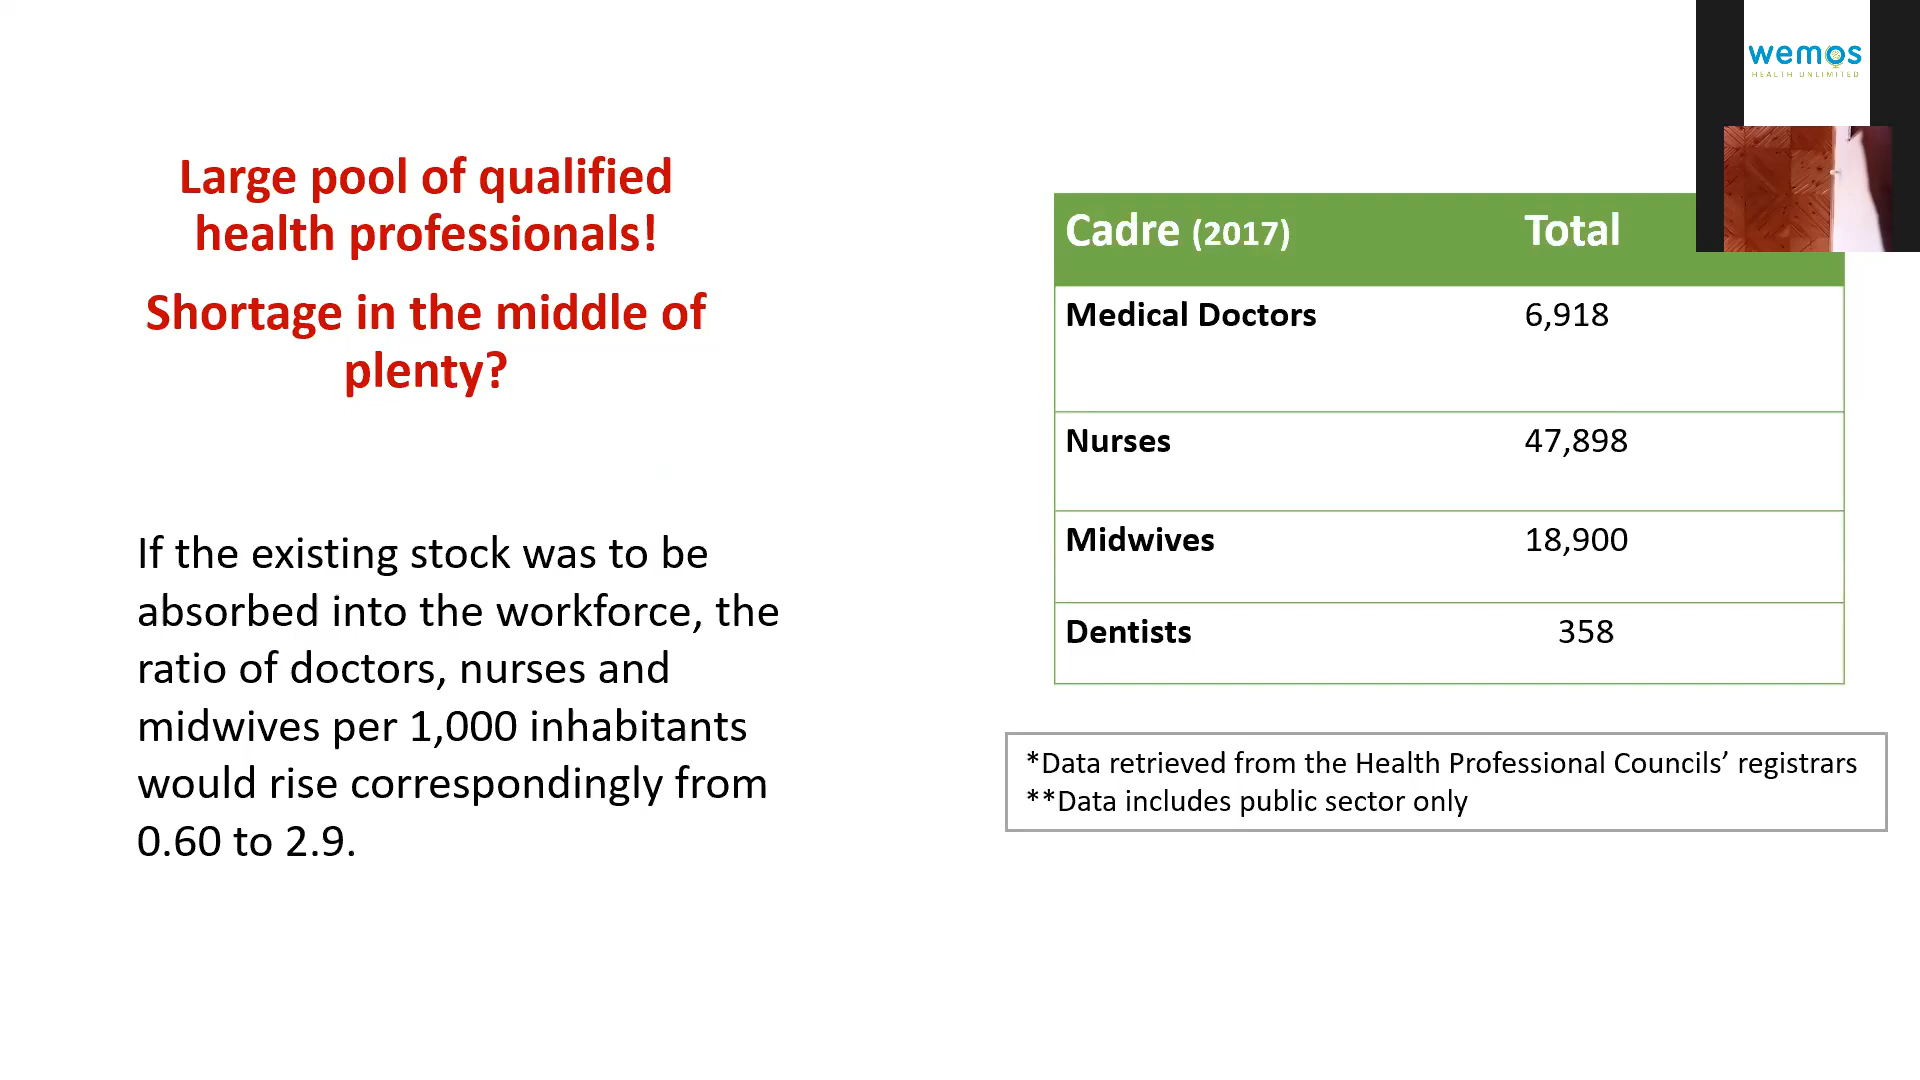 wemos
HEALTH UNLIMITED
Large pool of qualified
health professionals!
Shortage in the middle of
plenty?
If the existing stock was to be
absorbed into the workforce, the
ratio of doctors, nurses and
midwives per 1,000 inhabitants
would rise correspondingly from
0.60 to 2.9.
Cadre (2017) Total
Medical Doctors 6,918
Nurses 47,898
Midwives 18,900
Dentists 358
*Data retrieved from the Health Professional Councils’ registrars
**Data includes public sector only